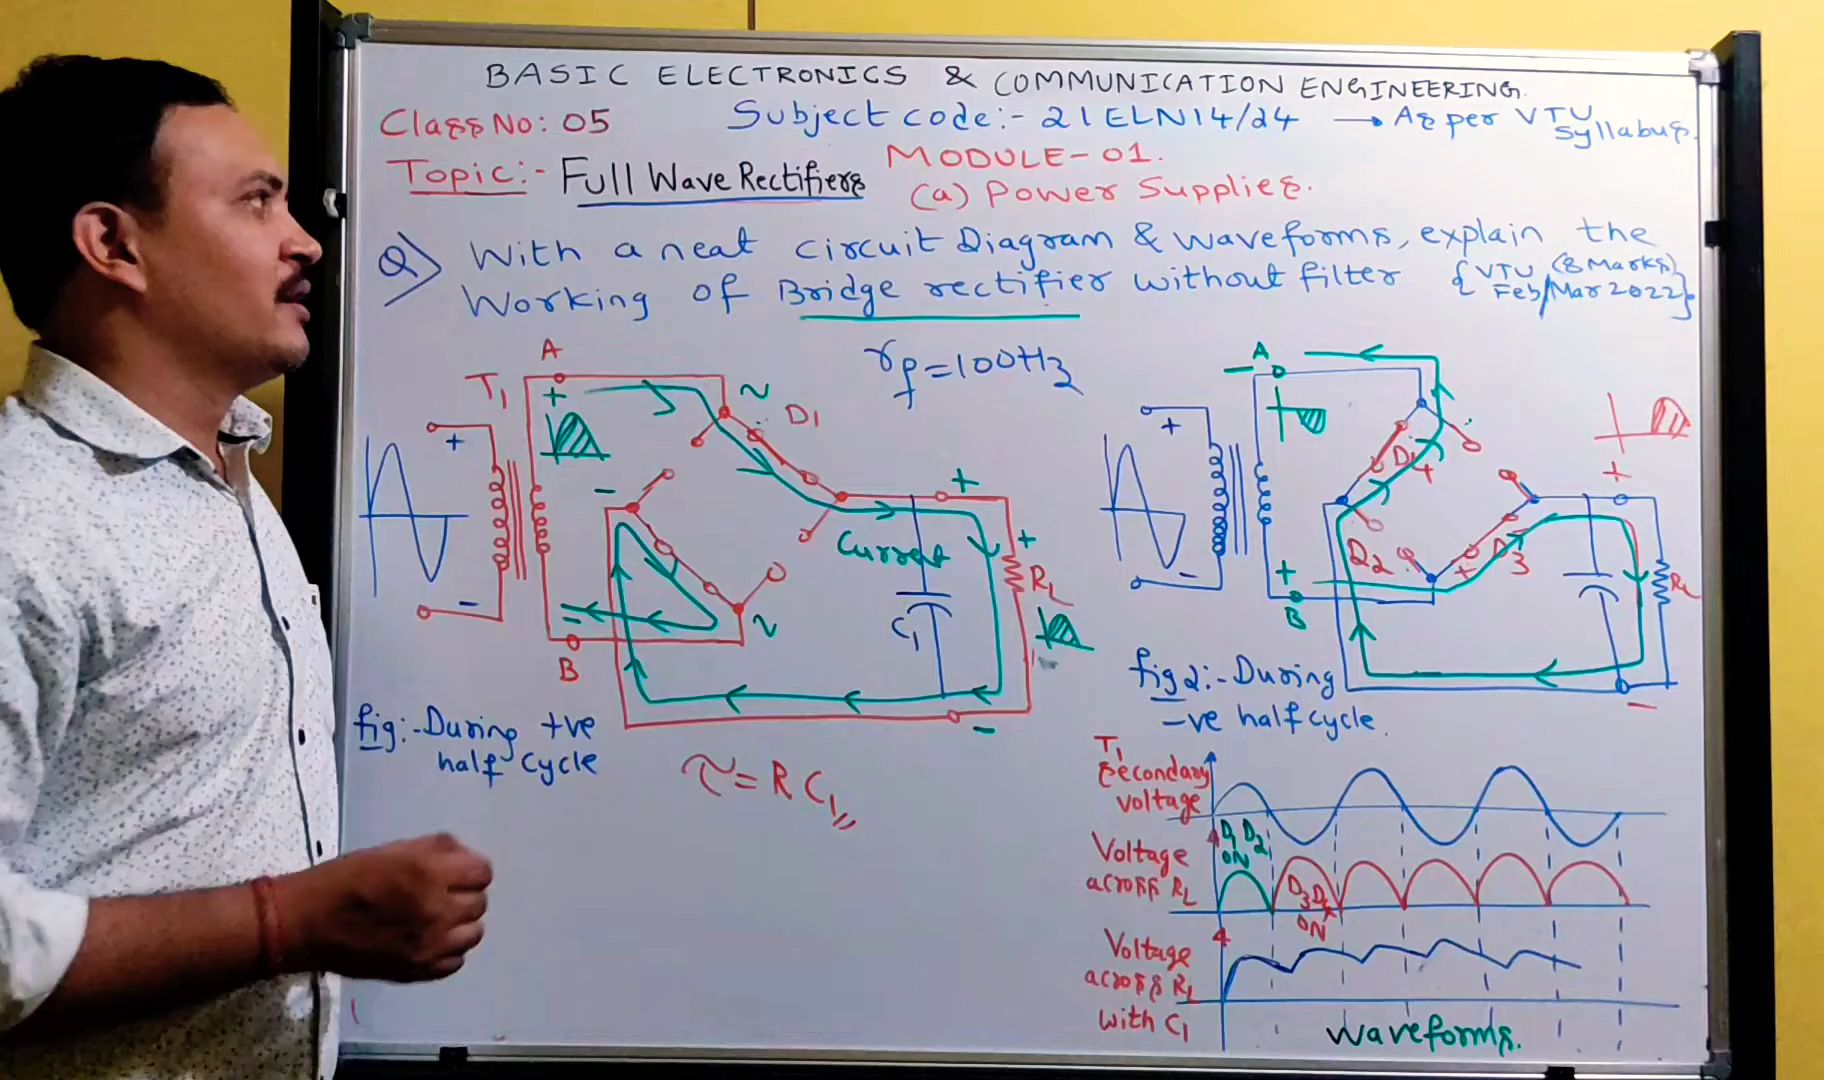 BASIC ELECTRONICS & COMMUNICATION ENGINEERING.
Class No: 05
Subject code:- 21ELN14/24 → As per VTU Syllabus.
MODULE-01.
Topic:- Full Wave Rectifiers
(a) Power Supplies.
Q> With a neat circuit Diagram & waveforms, explain the
Working of Bridge rectifier without filter {VTU (8 Marks)
Feb/Mar 2022}
rf=100Hz
A
T1
+
~
D1
+
-
-
+
Current
+
RL
C1
-
=
~
B
-
fig:-During +ve
half cycle
τ = R C1
A
-
+
D4
+
-
D2
+
D3
+
RL
B
-
fig 2:-During
-ve half cycle.
T1
Secondary
voltage
D1 D2
ON
Voltage
across RL
D3D4
ON
Voltage
across RL
with C1
Waveforms.